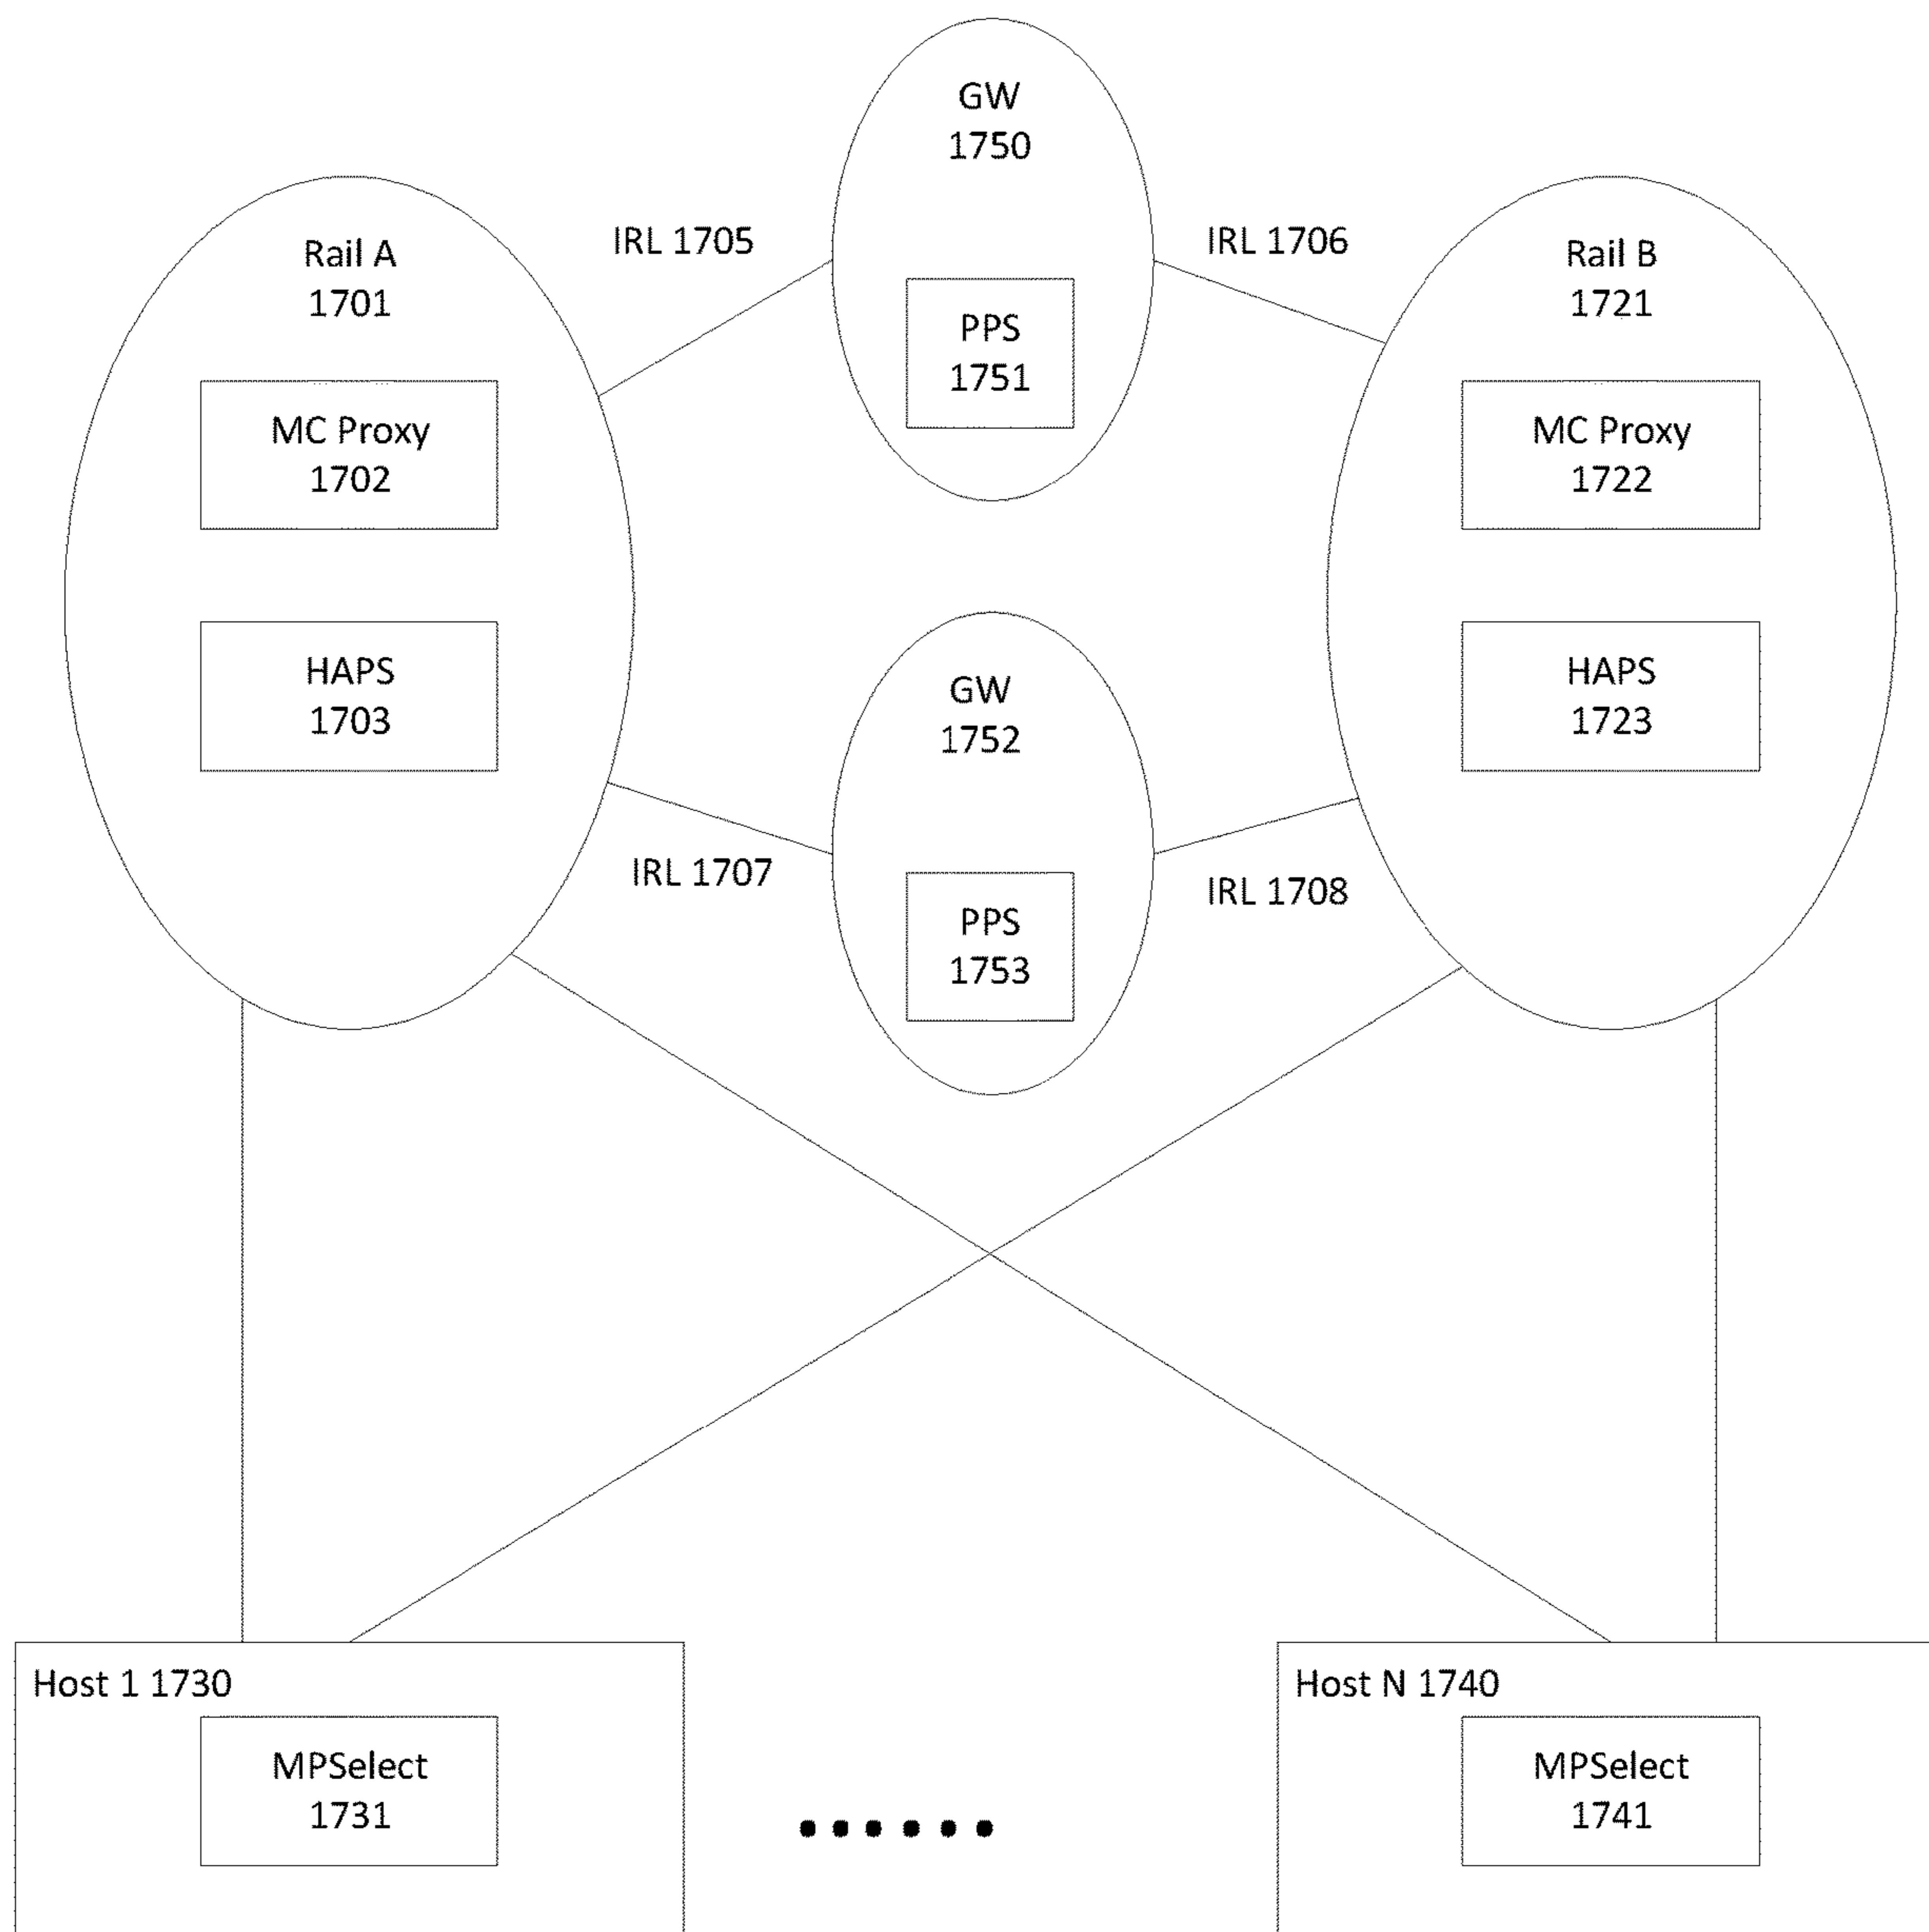 GW
1750
IRL 1705
IRL 1706
Rail A
1701
Rail B
1721
PPS
1751
MC Proxy
1702
MC Proxy
1722
HAPS
1703
GW
1752
HAPS
1723
IRL 1707
IRL 1708
PPS
1753
Host 1 1730
Host N 1740
MPSelect
1731
MPSelect
1741